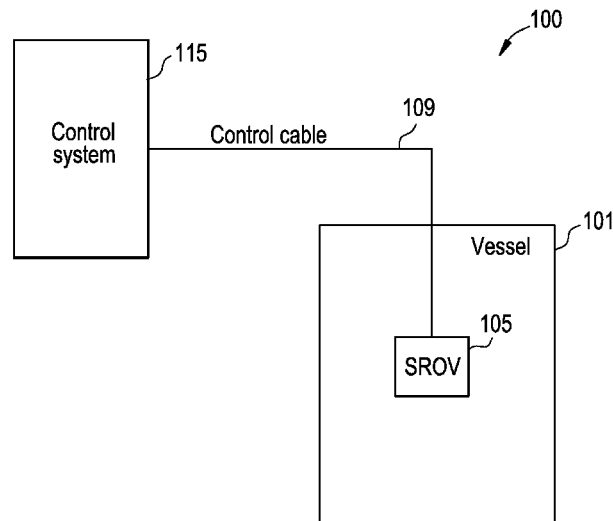 100
115
Control
system
Control cable
109
101
Vessel
105
SROV